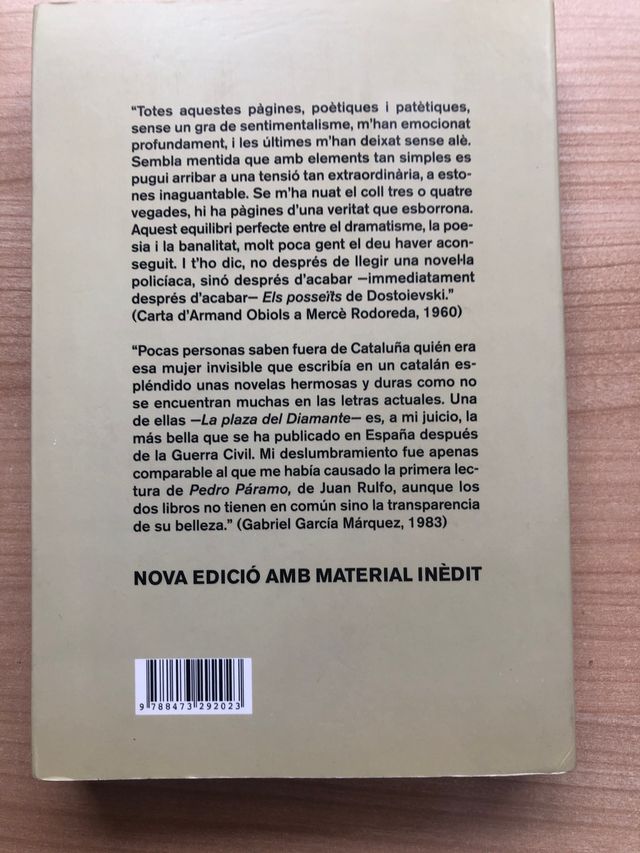 “Totes aquestes pàgines, poètiques i patètiques,
sense un gra de sentimentalisme, m’han emocionat
profundament, i les últimes m’han deixat sense alè.
Sembla mentida que amb elements tan simples es
pugui arribar a una tensió tan extraordinària, a esto-
nes inaguantable. Se m’ha nuat el coll tres o quatre
vegades, hi ha pàgines d’una veritat que esborrona.
Aquest equilibri perfecte entre el dramatisme, la poe-
sia i la banalitat, molt poca gent el deu haver acon-
seguit. I t’ho dic, no després de llegir una novel·la
policíaca, sinó després d’acabar —immediatament
després d’acabar— Els posseïts de Dostoievski.”
(Carta d’Armand Obiols a Mercè Rodoreda, 1960)
“Pocas personas saben fuera de Cataluña quién era
esa mujer invisible que escribía en un catalán es-
pléndido unas novelas hermosas y duras como no
se encuentran muchas en las letras actuales. Una
de ellas —La plaza del Diamante— es, a mi juicio, la
más bella que se ha publicado en España después
de la Guerra Civil. Mi deslumbramiento fue apenas
comparable al que me había causado la primera lec-
tura de Pedro Páramo, de Juan Rulfo, aunque los
dos libros no tienen en común sino la transparencia
de su belleza.” (Gabriel García Márquez, 1983)
NOVA EDICIÓ AMB MATERIAL INÈDIT
9 788473 292023